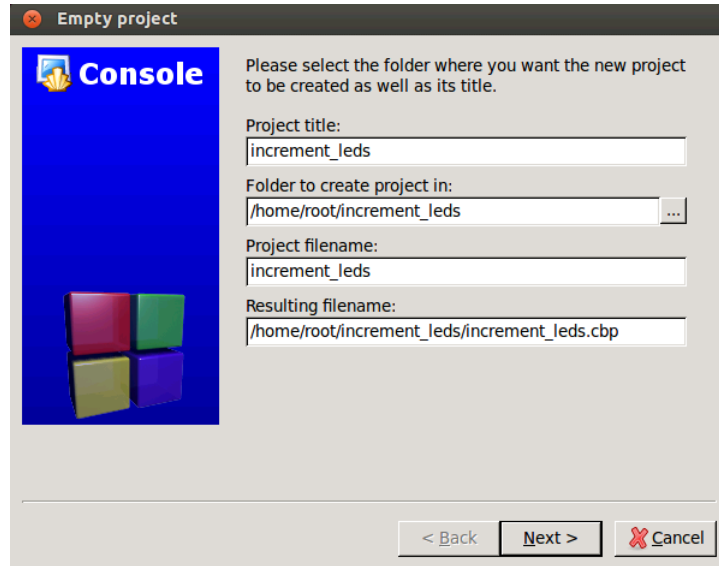 Empty project
Console
Please select the folder where you want the new project
to be created as well as its title.
Project title:
increment_leds
Folder to create project in:
/home/root/increment_leds
...
Project filename:
increment_leds
Resulting filename:
/home/root/increment_leds/increment_leds.cbp
< Back
Next >
Cancel